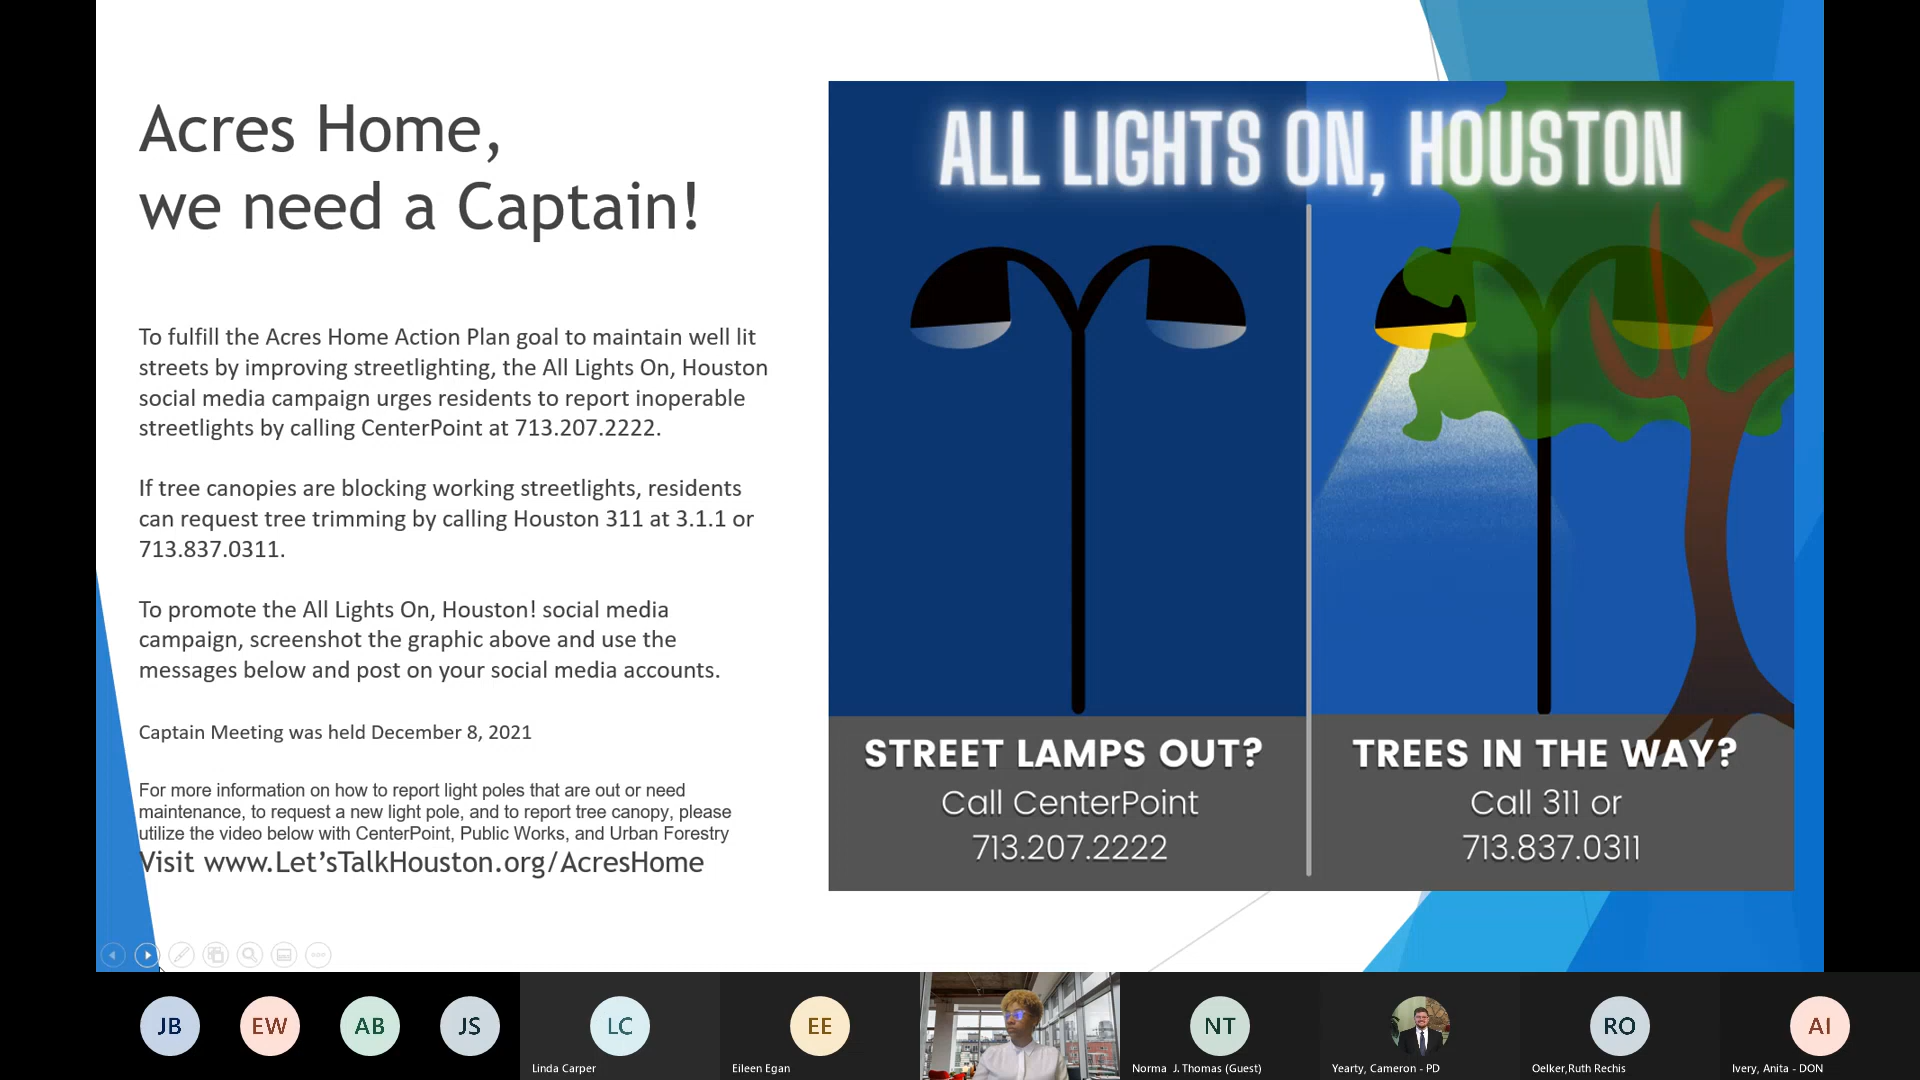 Acres Home,
we need a Captain!
To fulfill the Acres Home Action Plan goal to maintain well lit
streets by improving streetlighting, the All Lights On, Houston
social media campaign urges residents to report inoperable
streetlights by calling CenterPoint at 713.207.2222.
If tree canopies are blocking working streetlights, residents
can request tree trimming by calling Houston 311 at 3.1.1 or
713.837.0311.
To promote the All Lights On, Houston! social media
campaign, screenshot the graphic above and use the
messages below and post on your social media accounts.
Captain Meeting was held December 8, 2021
For more information on how to report light poles that are out or need
maintenance, to request a new light pole, and to report tree canopy, please
utilize the video below with CenterPoint, Public Works, and Urban Forestry
Visit www.Let’sTalkHouston.org/AcresHome
ALL LIGHTS ON, HOUSTON
STREET LAMPS OUT?
Call CenterPoint
713.207.2222
TREES IN THE WAY?
Call 311 or
713.837.0311
JB
EW
AB
JS
LC
Linda Carper
EE
Eileen Egan
NT
Norma J. Thomas (Guest)
Yearty, Cameron - PD
RO
Oelker,Ruth Rechis
AI
Ivery, Anita - DON